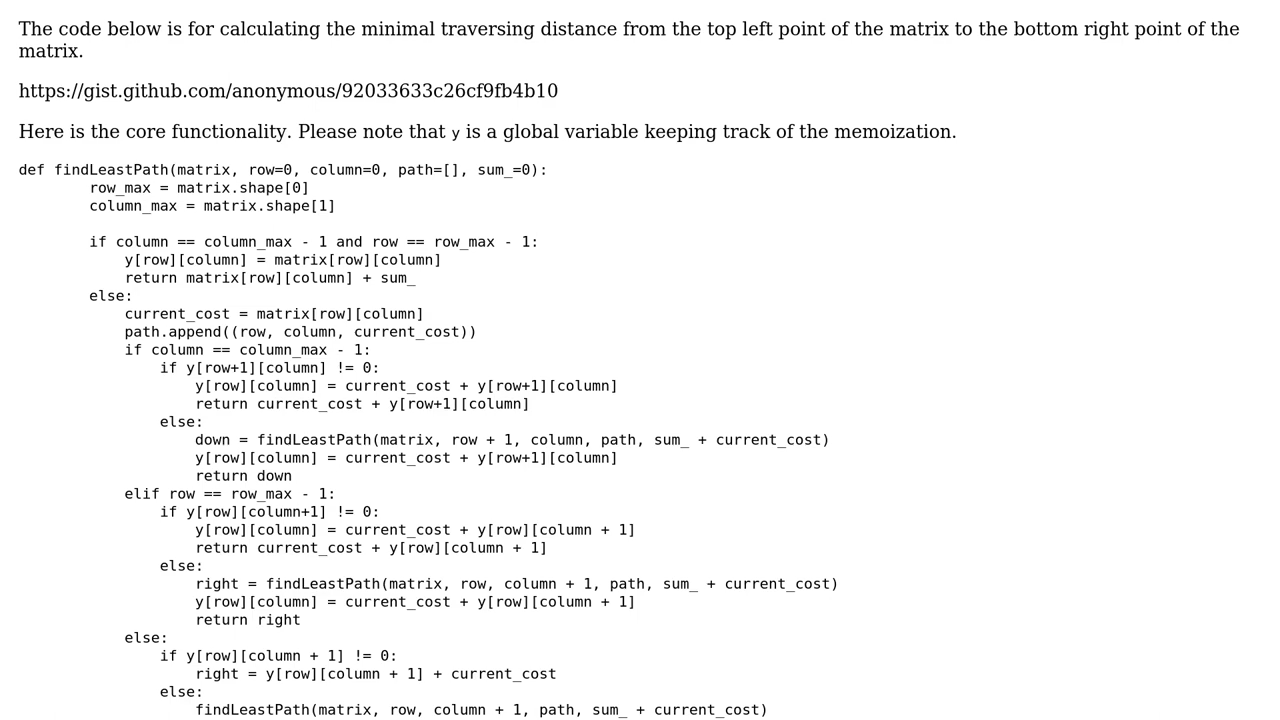 The code below is for calculating the minimal traversing distance from the top left point of the matrix to the bottom right point of the
matrix.
https://gist.github.com/anonymous/92033633c26cf9fb4b10
Here is the core functionality. Please note that y is a global variable keeping track of the memoization.
def findLeastPath(matrix, row=0, column=0, path=[], sum_=0):
        row_max = matrix.shape[0]
        column_max = matrix.shape[1]
        if column == column_max - 1 and row == row_max - 1:
            y[row][column] = matrix[row][column]
            return matrix[row][column] + sum_
        else:
            current_cost = matrix[row][column]
            path.append((row, column, current_cost))
            if column == column_max - 1:
                if y[row+1][column] != 0:
                    y[row][column] = current_cost + y[row+1][column]
                    return current_cost + y[row+1][column]
                else:
                    down = findLeastPath(matrix, row + 1, column, path, sum_ + current_cost)
                    y[row][column] = current_cost + y[row+1][column]
                    return down
            elif row == row_max - 1:
                if y[row][column+1] != 0:
                    y[row][column] = current_cost + y[row][column + 1]
                    return current_cost + y[row][column + 1]
                else:
                    right = findLeastPath(matrix, row, column + 1, path, sum_ + current_cost)
                    y[row][column] = current_cost + y[row][column + 1]
                    return right
            else:
                if y[row][column + 1] != 0:
                    right = y[row][column + 1] + current_cost
                else:
                    findLeastPath(matrix, row, column + 1, path, sum_ + current_cost)